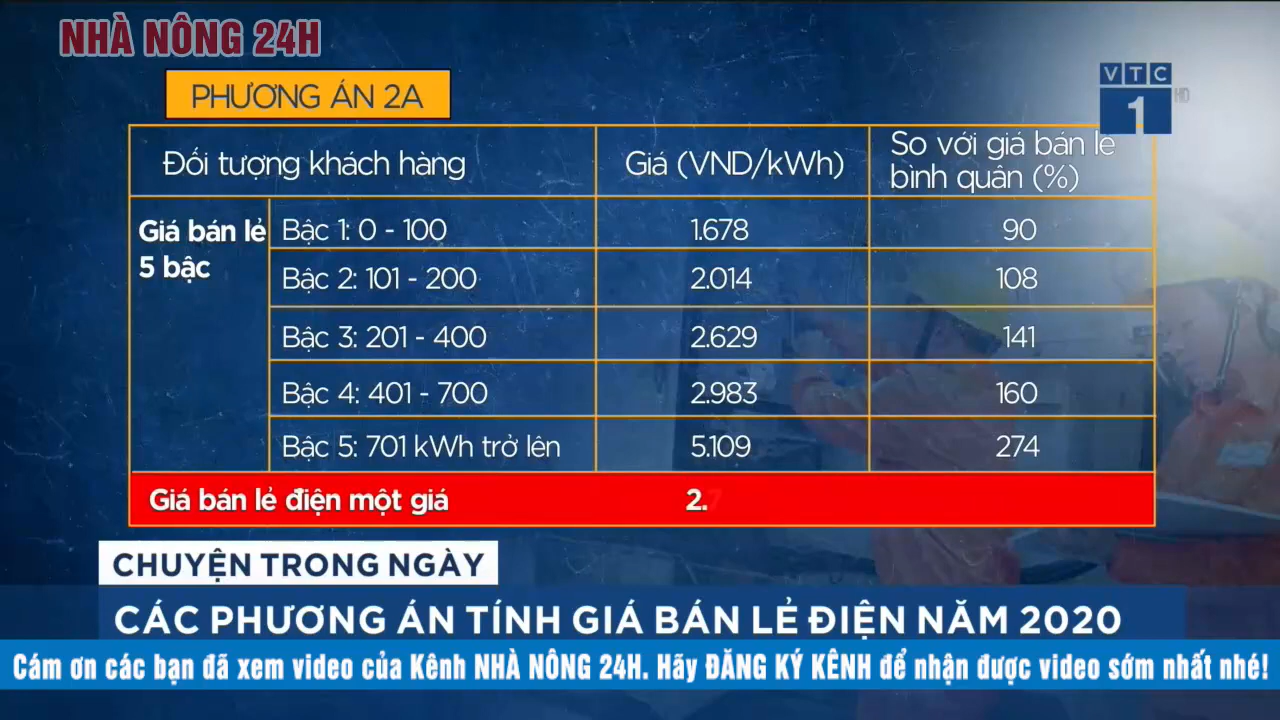 NHÀ NÔNG 24H
PHƯƠNG ÁN 2A
VTC
1
HD
Đối tượng khách hàng
Giá (VND/kWh)
So với giá bán lẻ
bình quân (%)
Giá bán lẻ
5 bậc
Bậc 1: 0 - 100
1.678
90
Bậc 2: 101 - 200
2.014
108
Bậc 3: 201 - 400
2.629
141
Bậc 4: 401 - 700
2.983
160
Bậc 5: 701 kWh trở lên
5.109
274
Giá bán lẻ điện một giá
2.
CHUYỆN TRONG NGÀY
CÁC PHƯƠNG ÁN TÍNH GIÁ BÁN LẺ ĐIỆN NĂM 2020
Cám ơn các bạn đã xem video của Kênh NHÀ NÔNG 24H. Hãy ĐĂNG KÝ KÊNH để nhận được video sớm nhất nhé!